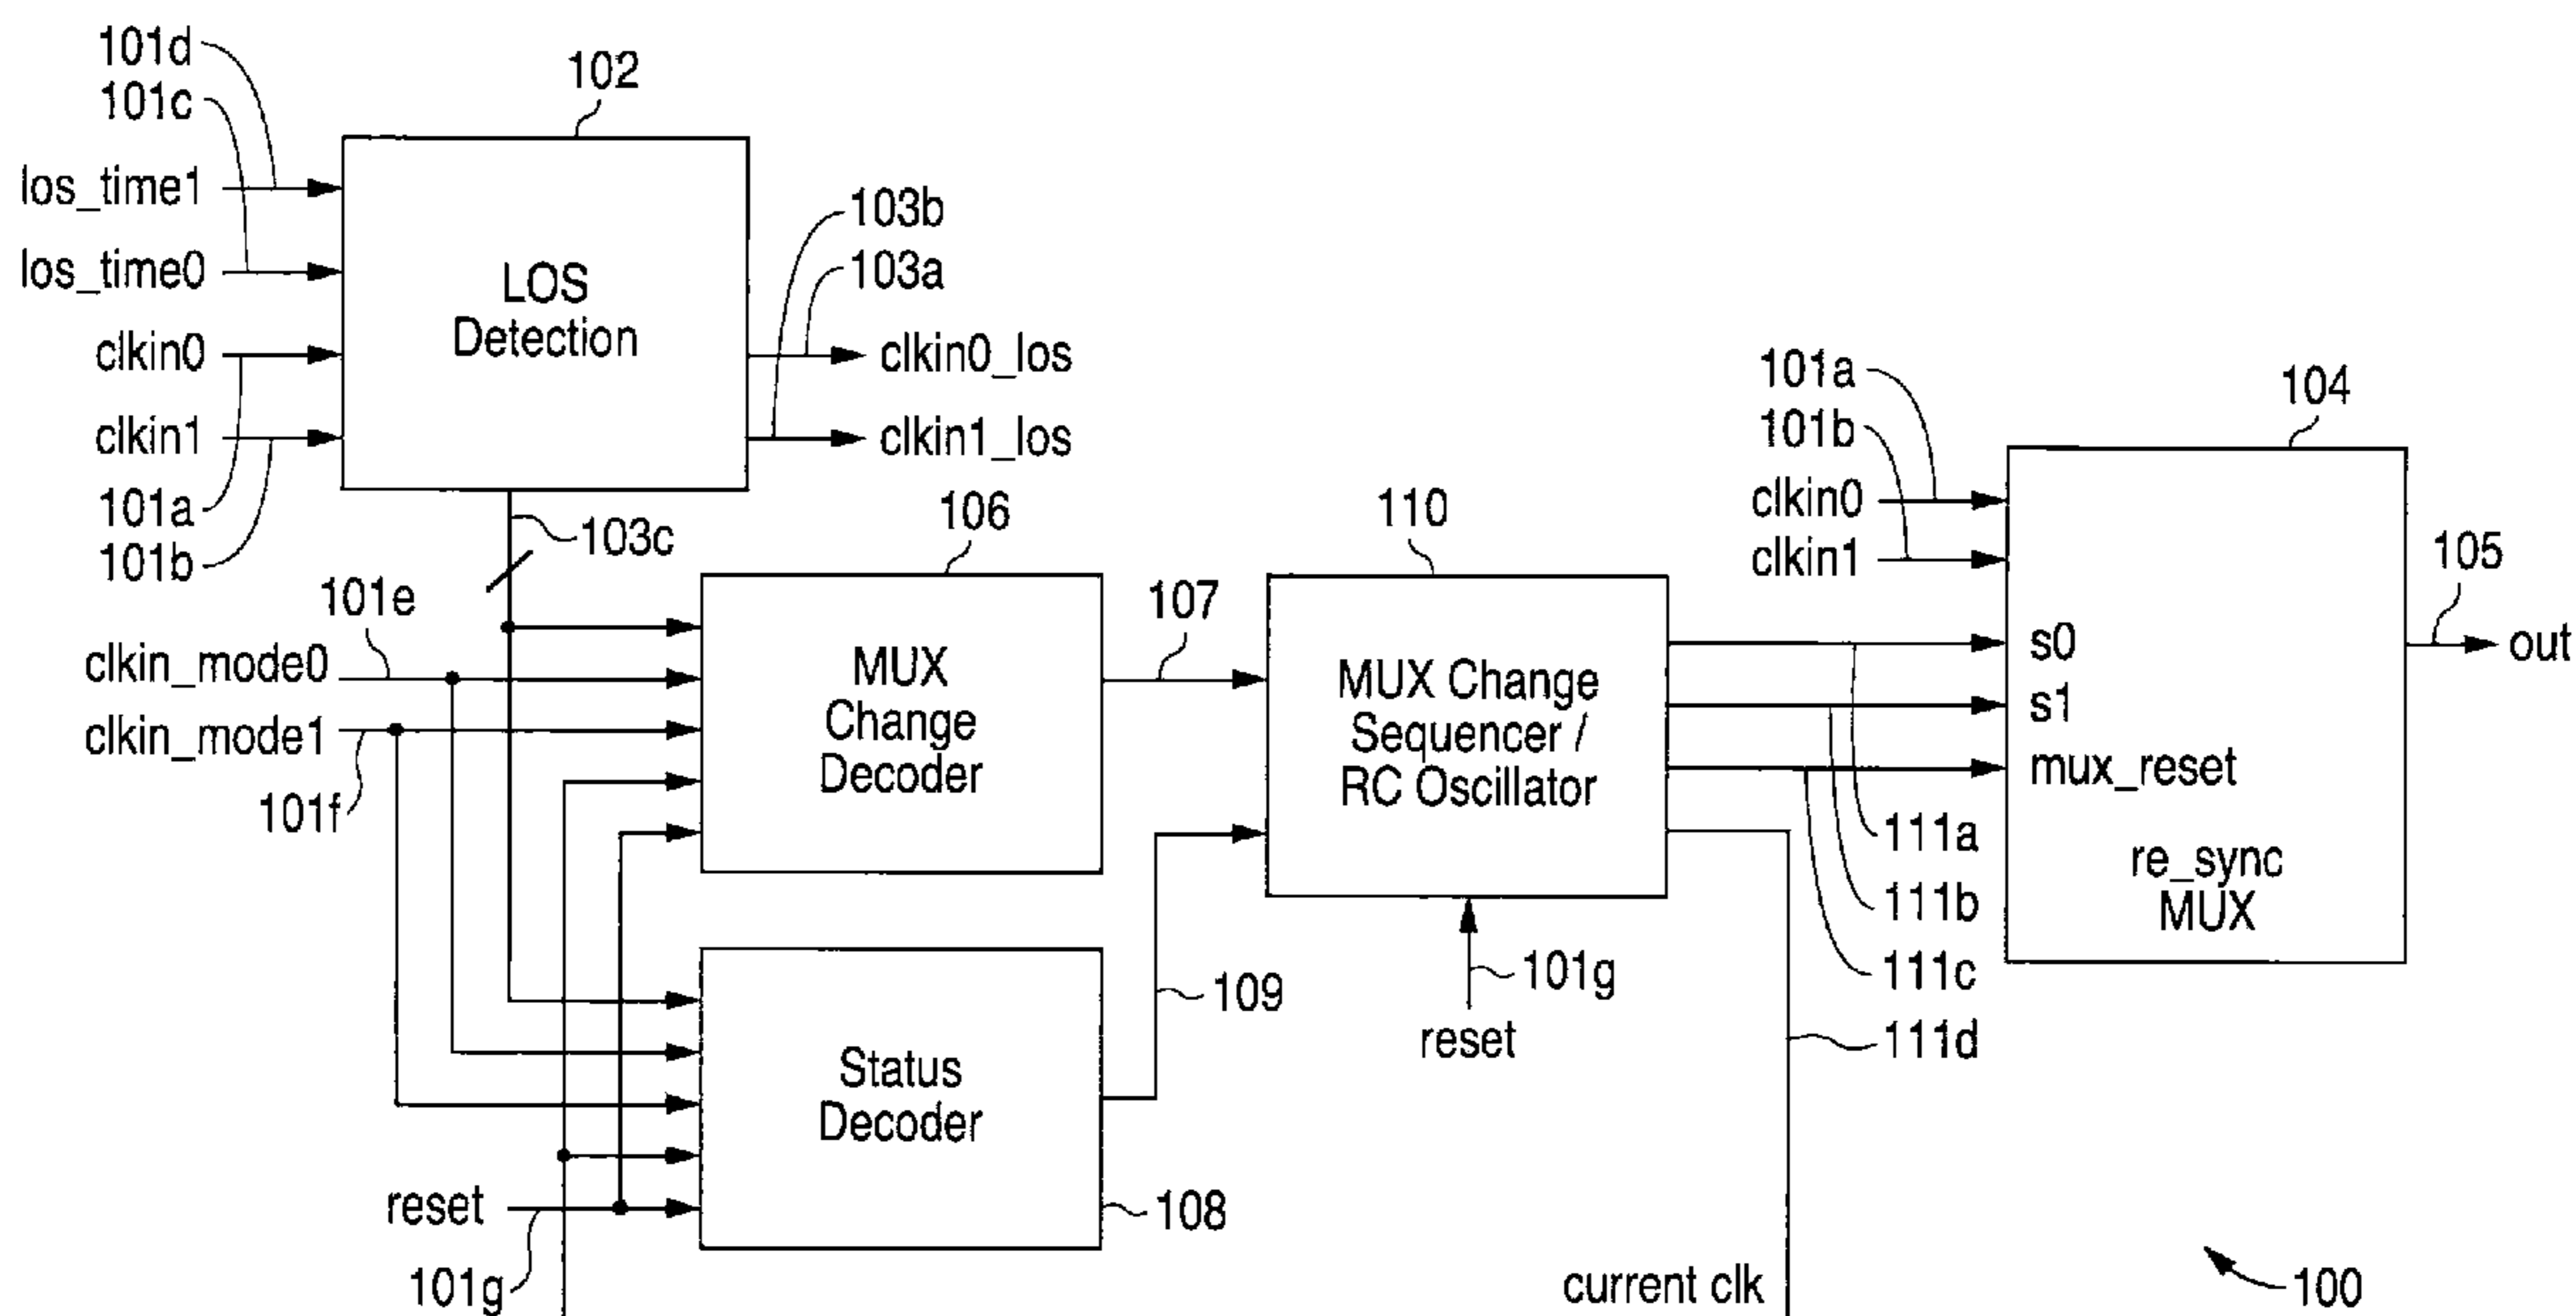 101d
101c
102
los_time1
los_time0
clkin0
clkin1
101a
101b
LOS
Detection
103b
103a
clkin0_los
clkin1_los
103c
101e
clkin_mode0
clkin_mode1
101f
106
MUX
Change
Decoder
107
110
MUX Change
Sequencer /
RC Oscillator
101g
reset
Status
Decoder
108
109
reset
101g
101a
101b
clkin0
clkin1
104
s0
s1
mux_reset
re_sync
MUX
105
out
111a
111b
111c
111d
current clk
100